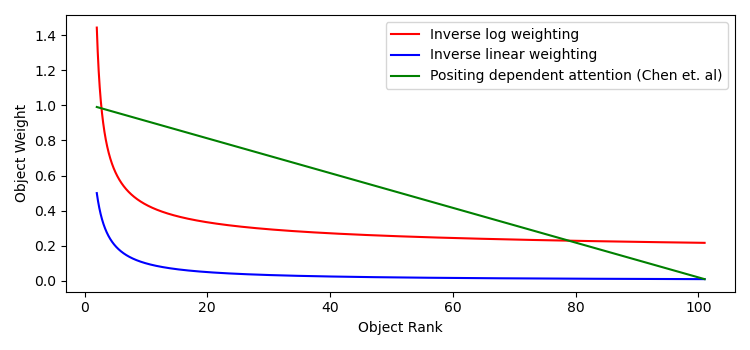 Inverse log weighting
Inverse linear weighting
Positing dependent attention (Chen et. al)
Object Weight
1.4
1.2
1.0
0.8
0.6
0.4
0.2
0.0
0 20 40 60 80 100
Object Rank